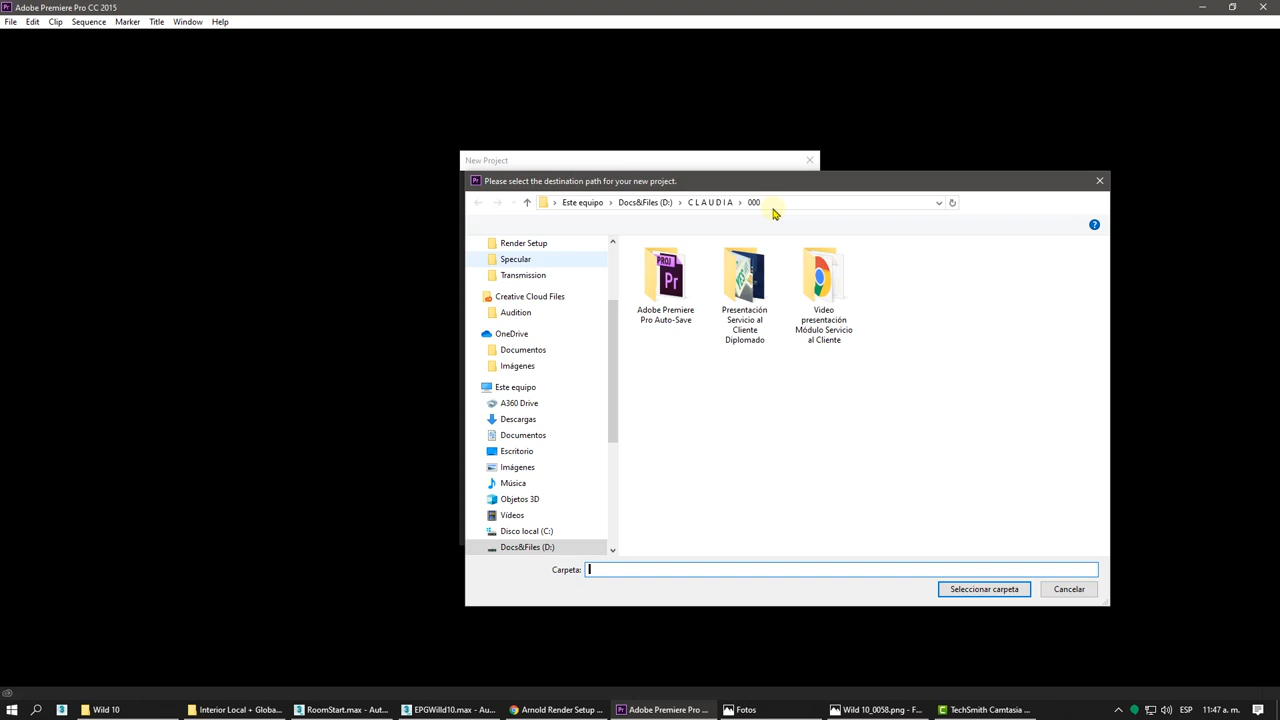 Adobe Premiere Pro CC 2015
File Edit Clip Sequence Marker Title Window Help
New Project
Please select the destination path for your new project.
Este equipo > Docs&Files (D:) > C L A U D I A > 000
Render Setup
Specular
Transmission
Creative Cloud Files
Audition
OneDrive
Documentos
Imágenes
Este equipo
A360 Drive
Descargas
Documentos
Escritorio
Imágenes
Música
Objetos 3D
Vídeos
Disco local (C:)
Docs&Files (D:)
PROJ
Pr
Adobe Premiere
Pro Auto-Save
Presentación
Servicio al
Cliente
Diplomado
Video
presentación
Módulo Servicio
al Cliente
Carpeta:
Seleccionar carpeta Cancelar
Wild 10 Interior Local + Globa... RoomStart.max - Aut... EPGWilld10.max - Au... Arnold Render Setup ... Adobe Premiere Pro ... Fotos Wild 10_0058.png - F... TechSmith Camtasia ... ESP 11:47 a. m.